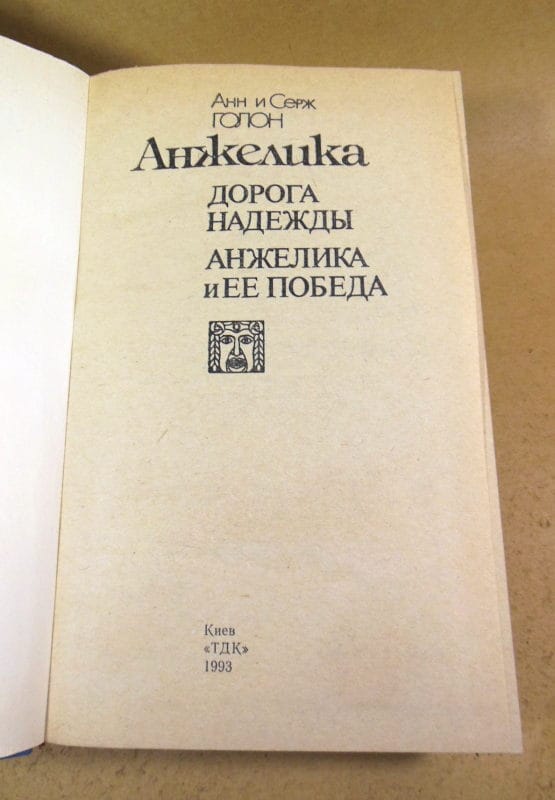 Анн и Серж
ГОЛОН
Анжелика
ДОРОГА
НАДЕЖДЫ
АНЖЕЛИКА
и ЕЕ ПОБЕДА
Киев
«ТДК»
1993